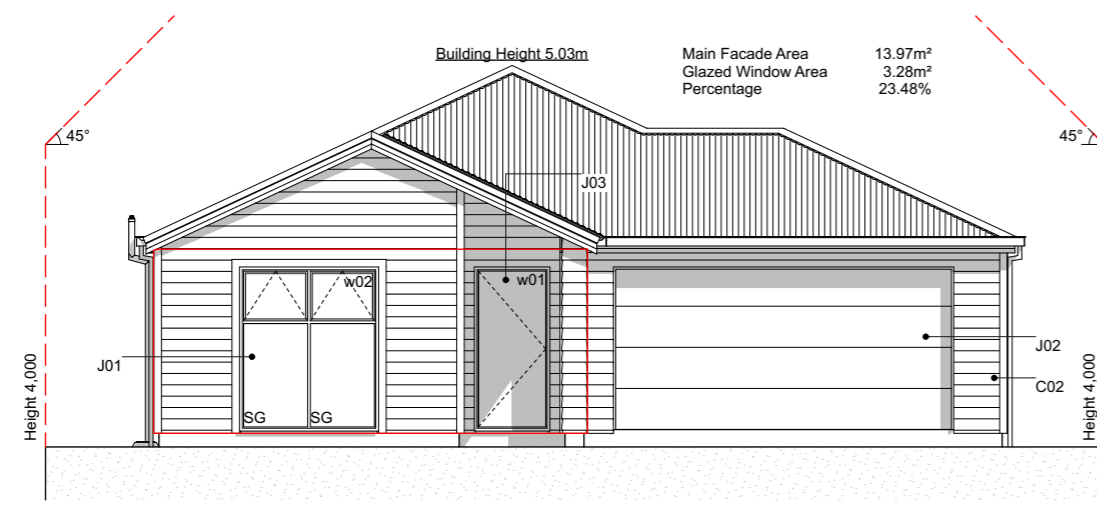 Building Height 5.03m
Main Facade Area 13.97m²
Glazed Window Area 3.28m²
Percentage 23.48%
45°
45°
J03
w02
w01
J01
J02
C02
SG
SG
Height 4,000
Height 4,000